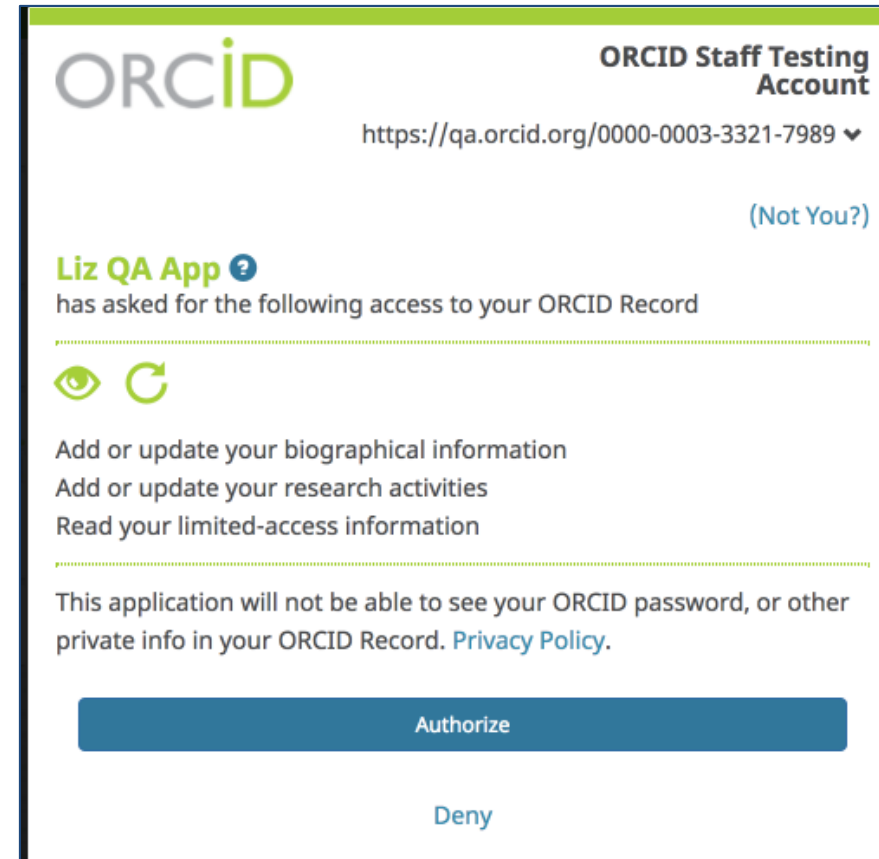 ORCID
ORCID Staff Testing
Account
https://qa.orcid.org/0000-0003-3321-7989
(Not You?)
Liz QA App ?
has asked for the following access to your ORCID Record
Add or update your biographical information
Add or update your research activities
Read your limited-access information
This application will not be able to see your ORCID password, or other
private info in your ORCID Record. Privacy Policy.
Authorize
Deny